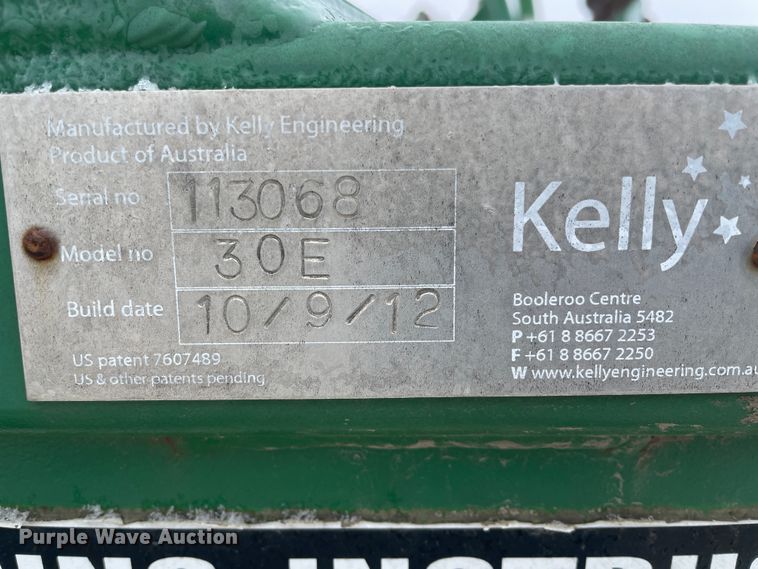 Manufactured by Kelly Engineering
Product of Australia
Serial no 113068
Model no 30E
Build date 10/9/12
US patent 7607489
US & other patents pending
Kelly
Booleroo Centre
South Australia 5482
P +61 8 8667 2253
F +61 8 8667 2250
W www.kellyengineering.com.au
Purple Wave Auction